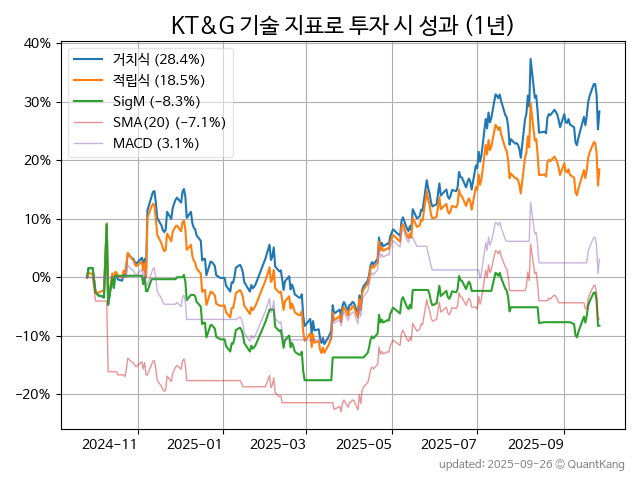 KT&G 기술 지표로 투자 시 성과 (1년)
40%
30%
20%
10%
0%
−10%
−20%
거치식 (28.4%)
적립식 (18.5%)
SigM (−8.3%)
SMA(20) (−7.1%)
MACD (3.1%)
2024-11
2025-01
2025-03
2025-05
2025-07
2025-09
updated: 2025-09-26 © QuantKang